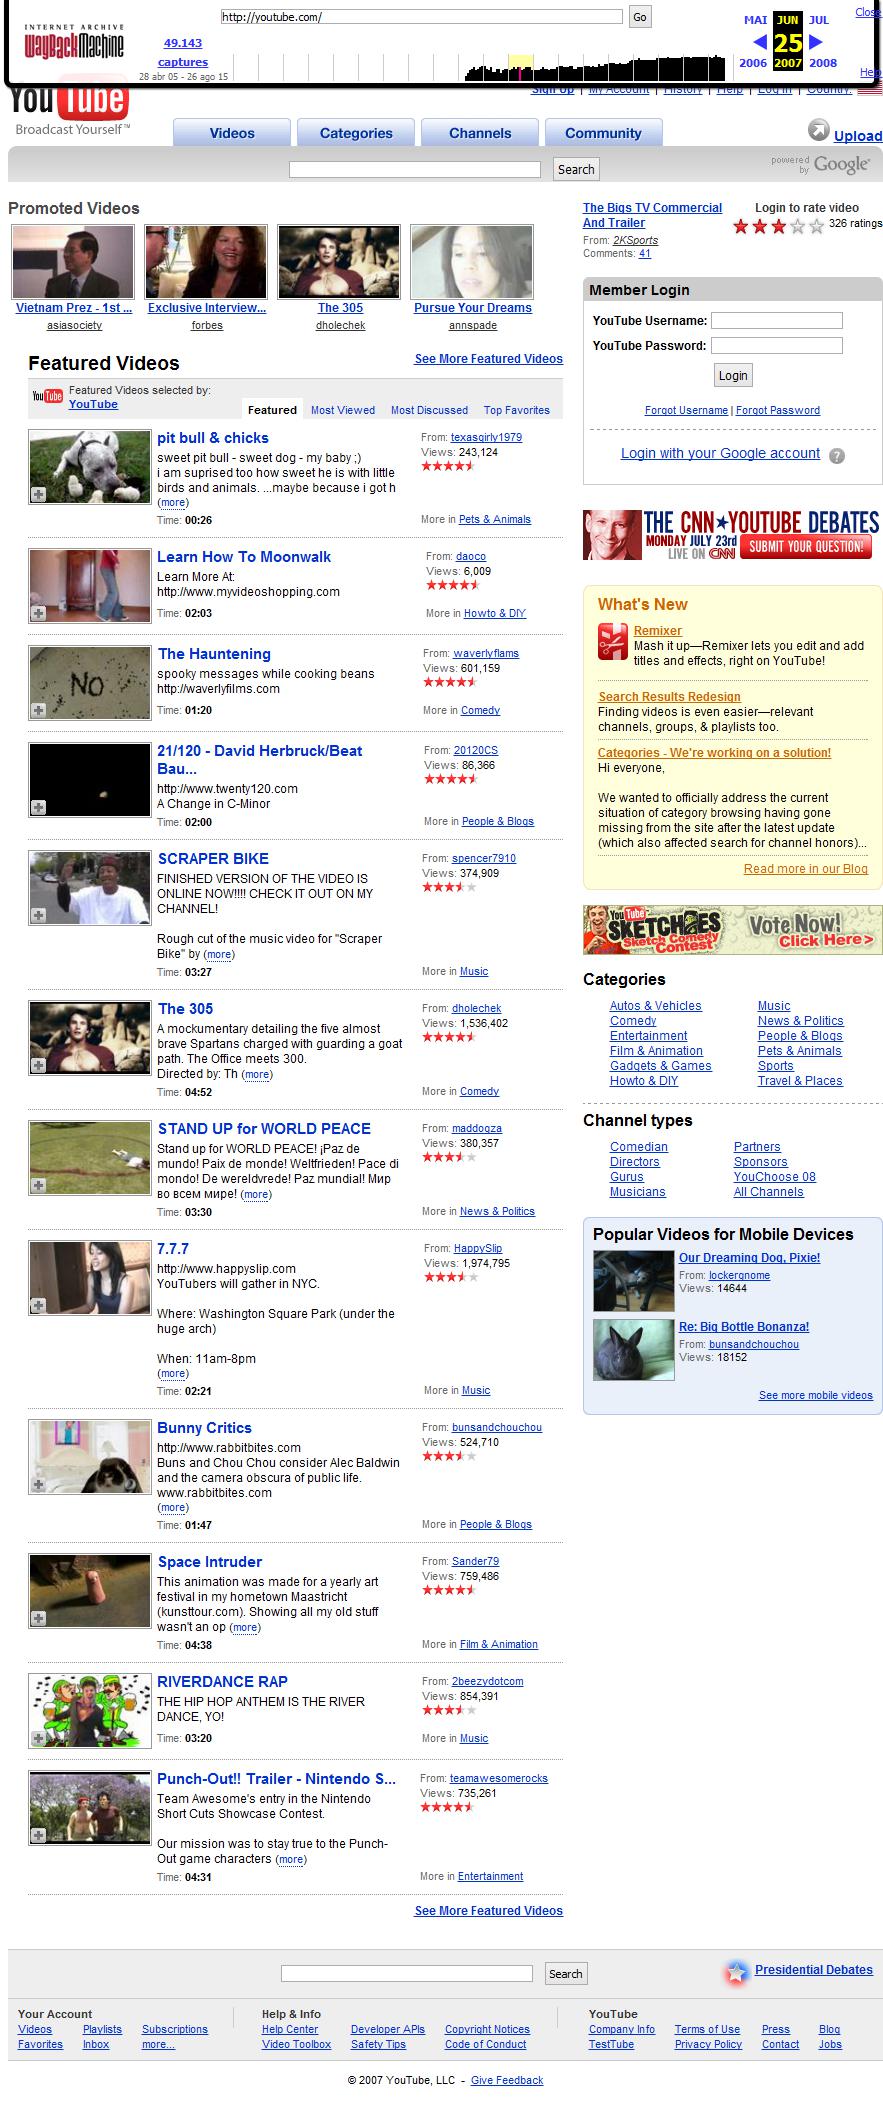 INTERNET ARCHIVE
WayBackMachine
http://youtube.com/
Go
49.143
captures
28 abr 05 - 26 ago 15
MAI JUN JUL
25
2006 2007 2008
Close
Help
Sign Up | My Account | History | Help | Log In | Country:
YouTube
Broadcast Yourself™
Videos Categories Channels Community
Upload
Search
powered by Google
Promoted Videos
Vietnam Prez - 1st ... Exclusive Interview... The 305 Pursue Your Dreams
asiasociety forbes dholechek annspade
Featured Videos
See More Featured Videos
YouTube
Featured Videos selected by:
YouTube
Featured Most Viewed Most Discussed Top Favorites
pit bull & chicks
sweet pit bull - sweet dog - my baby ;)
i am suprised too how sweet he is with little
birds and animals. ...maybe because i got h
(more)
Time: 00:26
From: texasgirly1979
Views: 243,124
More in Pets & Animals
Learn How To Moonwalk
Learn More At:
http://www.myvideoshopping.com
Time: 02:03
From: daoco
Views: 6,009
More in Howto & DIY
NO
The Hauntening
spooky messages while cooking beans
http://waverlyfilms.com
Time: 01:20
From: waverlyflams
Views: 601,159
More in Comedy
21/120 - David Herbruck/Beat
Bau...
http://www.twenty120.com
A Change in C-Minor
Time: 02:00
From: 20120CS
Views: 86,366
More in People & Blogs
SCRAPER BIKE
FINISHED VERSION OF THE VIDEO IS
ONLINE NOW!!!! CHECK IT OUT ON MY
CHANNEL!
Rough cut of the music video for "Scraper
Bike" by (more)
Time: 03:27
From: spencer7910
Views: 374,909
More in Music
The 305
A mockumentary detailing the five almost
brave Spartans charged with guarding a goat
path. The Office meets 300.
Directed by: Th (more)
Time: 04:52
From: dholechek
Views: 1,536,402
More in Comedy
STAND UP for WORLD PEACE
Stand up for WORLD PEACE! ¡Paz de
mundo! Paix de monde! Weltfrieden! Pace di
mondo! De wereldvrede! Paz mundial! Мир
во всем мире! (more)
Time: 03:30
From: maddogza
Views: 380,357
More in News & Politics
7.7.7
http://www.happyslip.com
YouTubers will gather in NYC.
Where: Washington Square Park (under the
huge arch)
When: 11am-8pm
(more)
Time: 02:21
From: HappySlip
Views: 1,974,795
More in Music
Bunny Critics
http://www.rabbitbites.com
Buns and Chou Chou consider Alec Baldwin
and the camera obscura of public life.
www.rabbitbites.com
(more)
Time: 01:47
From: bunsandchouchou
Views: 524,710
More in People & Blogs
Space Intruder
This animation was made for a yearly art
festival in my hometown Maastricht
(kunsttour.com). Showing all my old stuff
wasn't an op (more)
Time: 04:38
From: Sander79
Views: 759,486
More in Film & Animation
RIVERDANCE RAP
THE HIP HOP ANTHEM IS THE RIVER
DANCE, YO!
Time: 03:20
From: 2beezydotcom
Views: 854,391
More in Music
Punch-Out!! Trailer - Nintendo S...
Team Awesome's entry in the Nintendo
Short Cuts Showcase Contest.
Our mission was to stay true to the Punch-
Out game characters (more)
Time: 04:31
From: teamawesomerocks
Views: 735,261
More in Entertainment
See More Featured Videos
The Bigs TV Commercial
And Trailer
From: 2KSports
Comments: 41
Login to rate video
326 ratings
Member Login
YouTube Username:
YouTube Password:
Login
Forgot Username | Forgot Password
Login with your Google account ?
THE CNN★YOUTUBE DEBATES
MONDAY JULY 23rd
LIVE ON CNN
SUBMIT YOUR QUESTION!
What's New
Remixer
Mash it up—Remixer lets you edit and add
titles and effects, right on YouTube!
Search Results Redesign
Finding videos is even easier—relevant
channels, groups, & playlists too.
Categories - We're working on a solution!
Hi everyone,
We wanted to officially address the current
situation of category browsing having gone
missing from the site after the latest update
(which also affected search for channel honors)...
Read more in our Blog
YouTube
SKETCHIES
Sketch Comedy
Contest
Vote Now!
Click Here >
Categories
Autos & Vehicles Music
Comedy News & Politics
Entertainment People & Blogs
Film & Animation Pets & Animals
Gadgets & Games Sports
Howto & DIY Travel & Places
Channel types
Comedian Partners
Directors Sponsors
Gurus YouChoose 08
Musicians All Channels
Popular Videos for Mobile Devices
Our Dreaming Dog, Pixie!
From: lockergnome
Views: 14644
Re: Big Bottle Bonanza!
From: bunsandchouchou
Views: 18152
See more mobile videos
Search
Presidential Debates
Your Account Help & Info YouTube
Videos Playlists Subscriptions Help Center Developer APIs Copyright Notices Company Info Terms of Use Press Blog
Favorites Inbox more... Video Toolbox Safety Tips Code of Conduct TestTube Privacy Policy Contact Jobs
© 2007 YouTube, LLC - Give Feedback